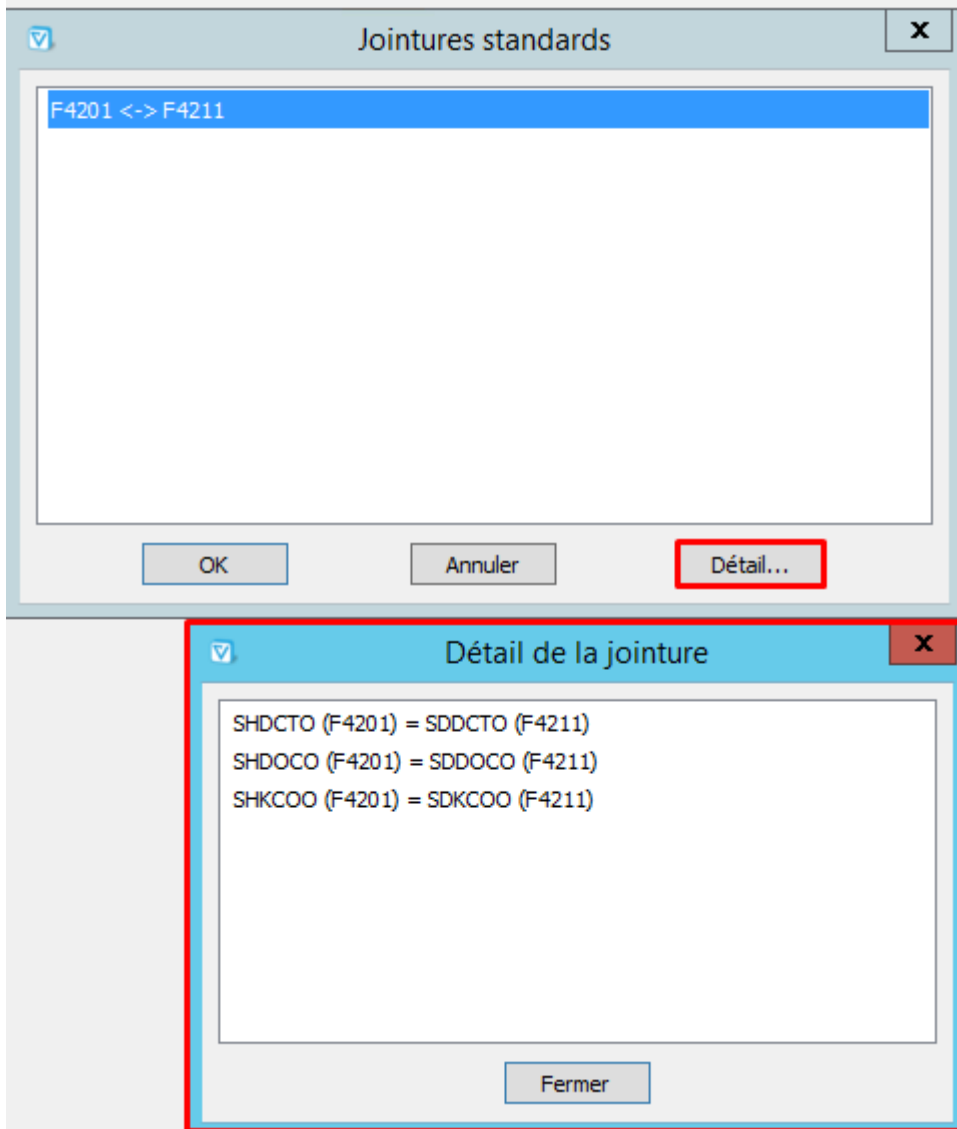 Jointures standards
x
F4201 <-> F4211
OK
Annuler
Détail...
Détail de la jointure
x
SHDCTO (F4201) = SDDCTO (F4211)
SHDOCO (F4201) = SDDOCO (F4211)
SHKCOO (F4201) = SDKCOO (F4211)
Fermer